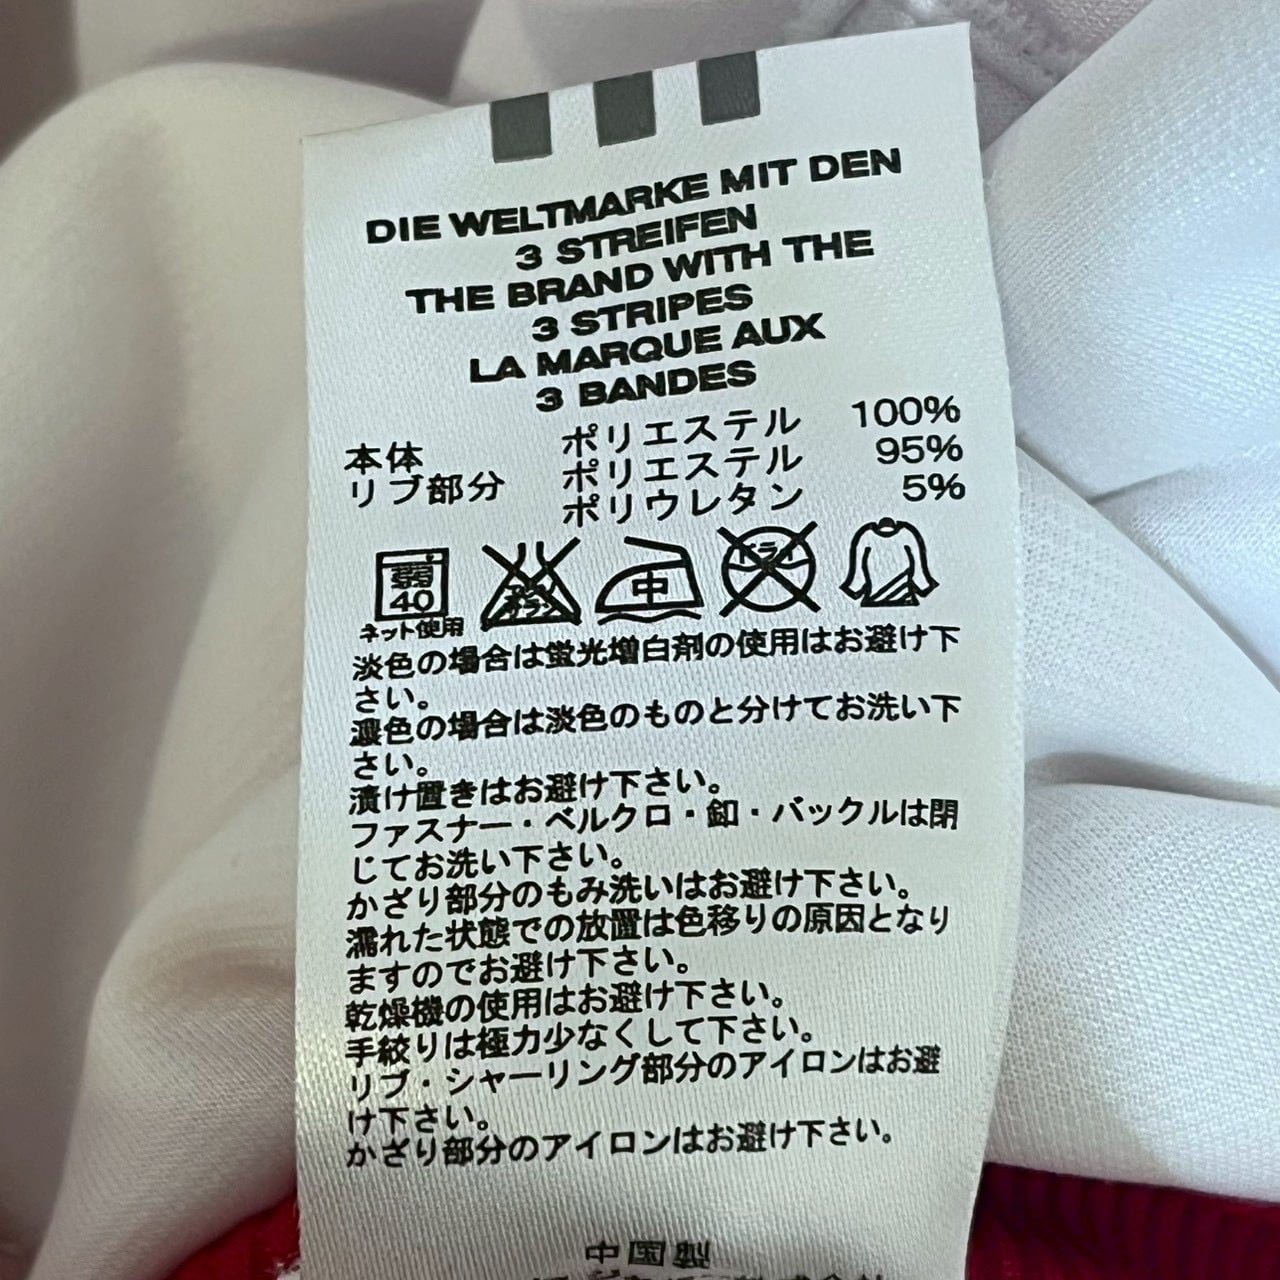 DIE WELTMARKE MIT DEN
3 STREIFEN
THE BRAND WITH THE
3 STRIPES
LA MARQUE AUX
3 BANDES
本体 ポリエステル 100%
リブ部分 ポリエステル 95%
ポリウレタン 5%
弱 中 ドライ
40 エンソ サラシ
ネット使用
淡色の場合は蛍光増白剤の使用はお避け下
さい。
濃色の場合は淡色のものと分けてお洗い下
さい。
漬け置きはお避け下さい。
ファスナー・ベルクロ・釦・バックルは閉
じてお洗い下さい。
かざり部分のもみ洗いはお避け下さい。
濡れた状態での放置は色移りの原因となり
ますのでお避け下さい。
乾燥機の使用はお避け下さい。
手絞りは極力少なくして下さい。
リブ・シャーリング部分のアイロンはお避
け下さい。
かざり部分のアイロンはお避け下さい。
中国製